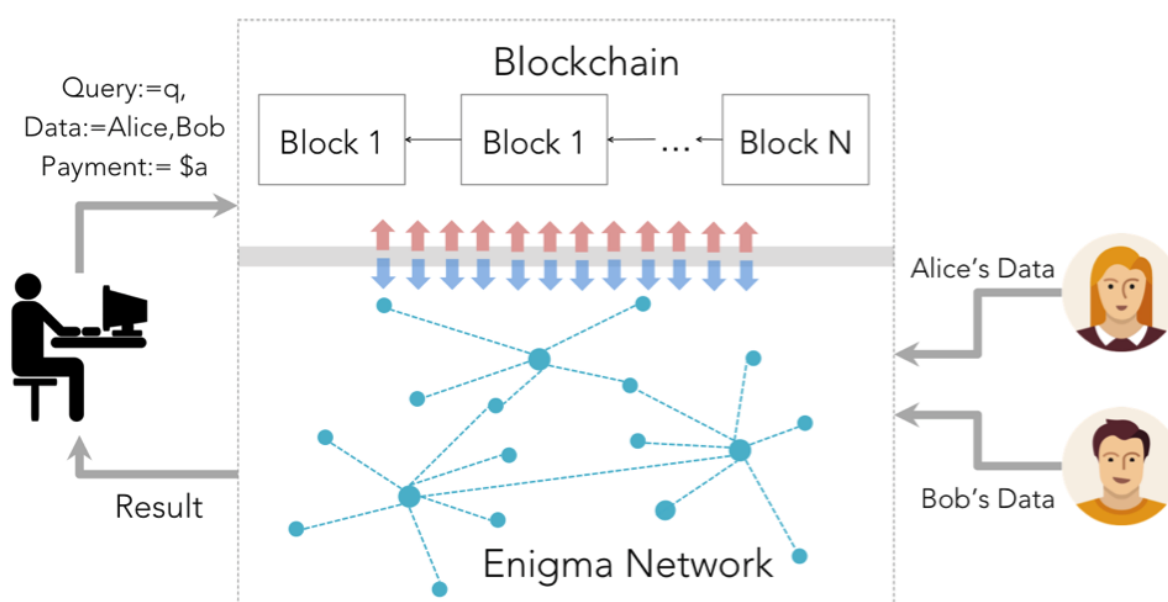 Query:=q,
Data:=Alice,Bob
Payment:= $a
Blockchain
Block 1
Block 1
...
Block N
Alice's Data
Bob's Data
Result
Enigma Network